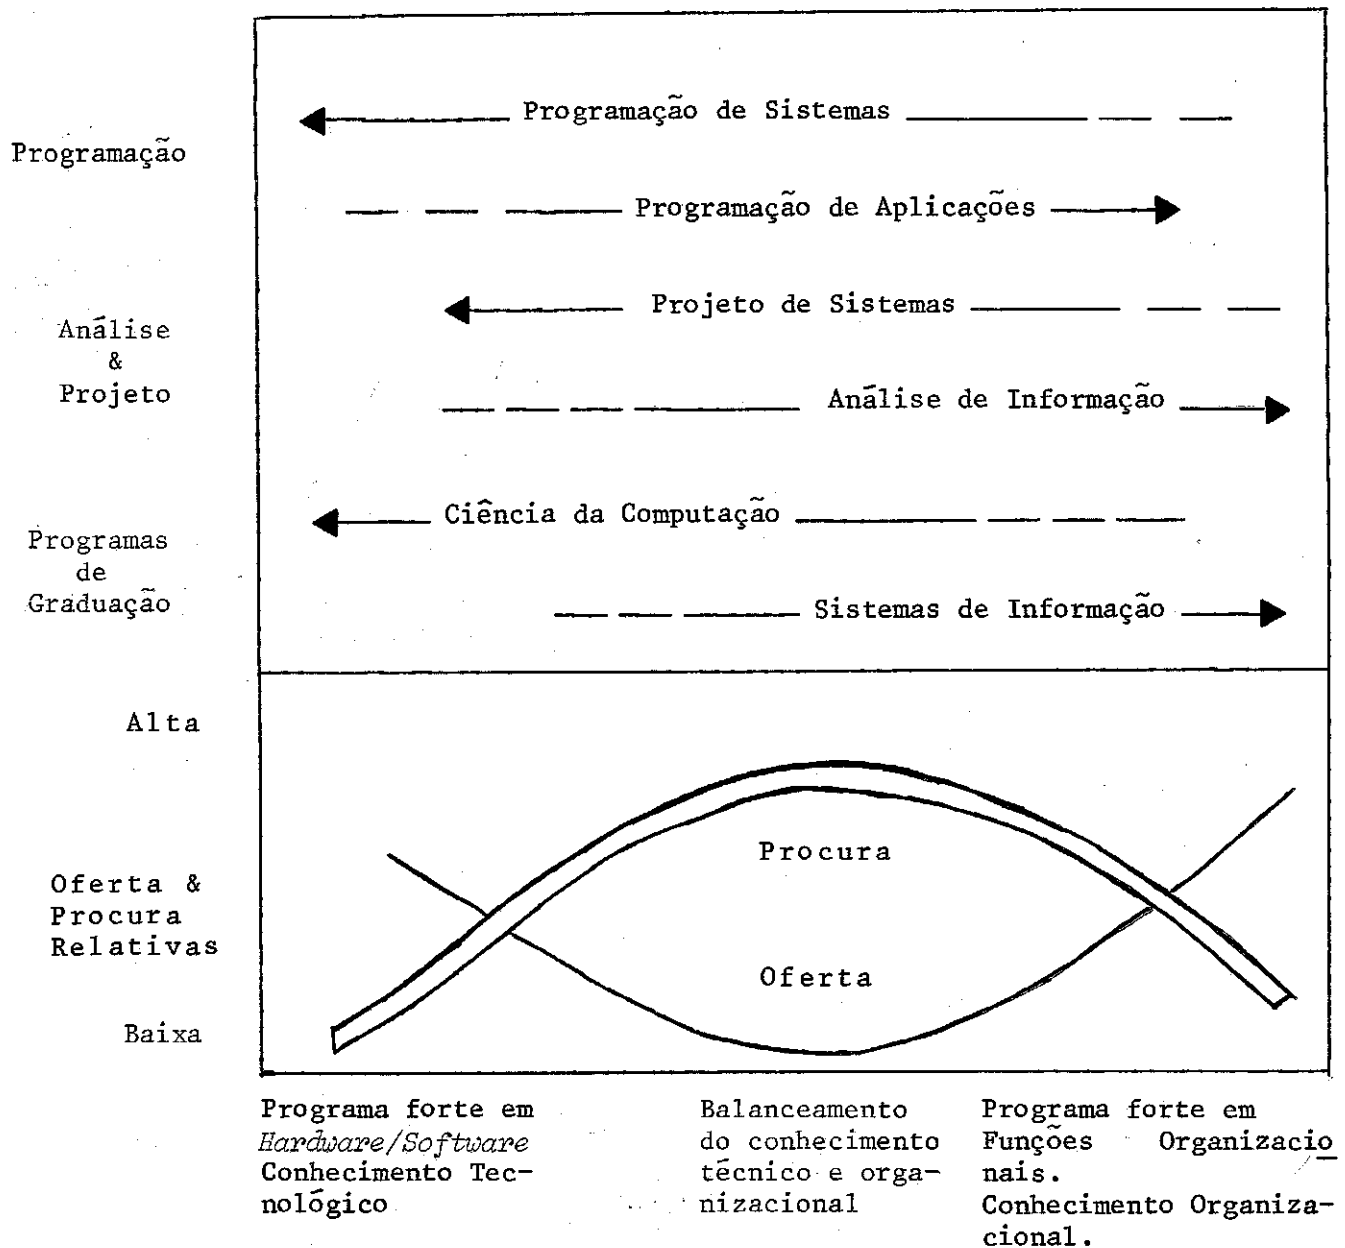 Programação de Sistemas
Programação
Programação de Aplicações
Projeto de Sistemas
Análise
&
Projeto
Análise de Informação
Ciência da Computação
Programas
de
Graduação
Sistemas de Informação
Alta
Procura
Oferta &
Procura
Relativas
Oferta
Baixa
Programa forte em
Hardware/Software
Conhecimento Tec-
nológico
Balanceamento
do conhecimento
técnico e orga-
nizacional
Programa forte em
Funções Organizacio
nais.
Conhecimento Organiza-
cional.